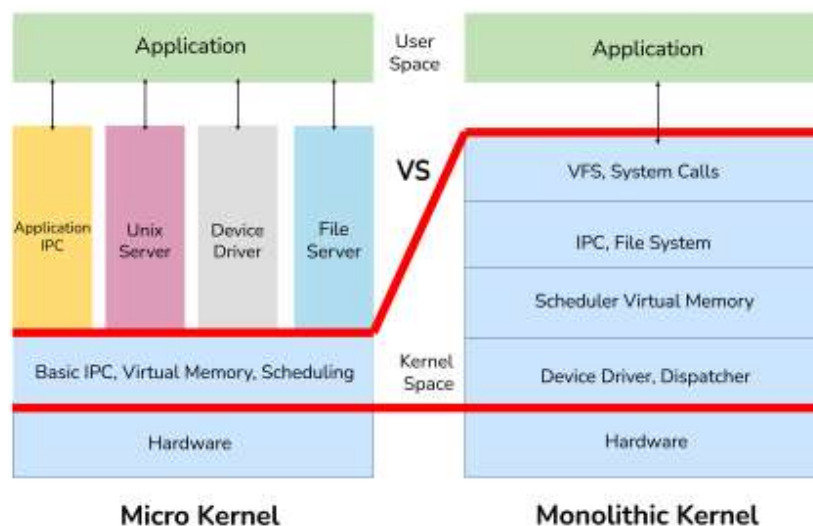 Application
User
Space
Application
VS
Application
IPC
Unix
Server
Device
Driver
File
Server
VFS, System Calls
IPC, File System
Scheduler Virtual Memory
Basic IPC, Virtual Memory, Scheduling
Kernel
Space
Device Driver, Dispatcher
Hardware
Hardware
Micro Kernel
Monolithic Kernel